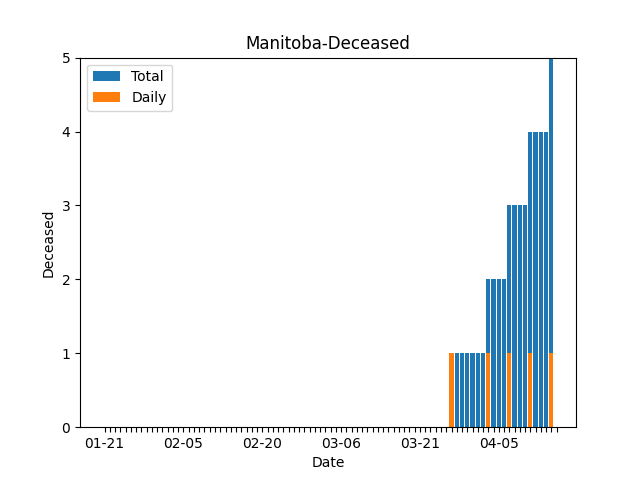 Manitoba-Deceased
Total
Daily
Deceased
5
4
3
2
1
0
01-21 02-05 02-20 03-06 03-21 04-05
Date